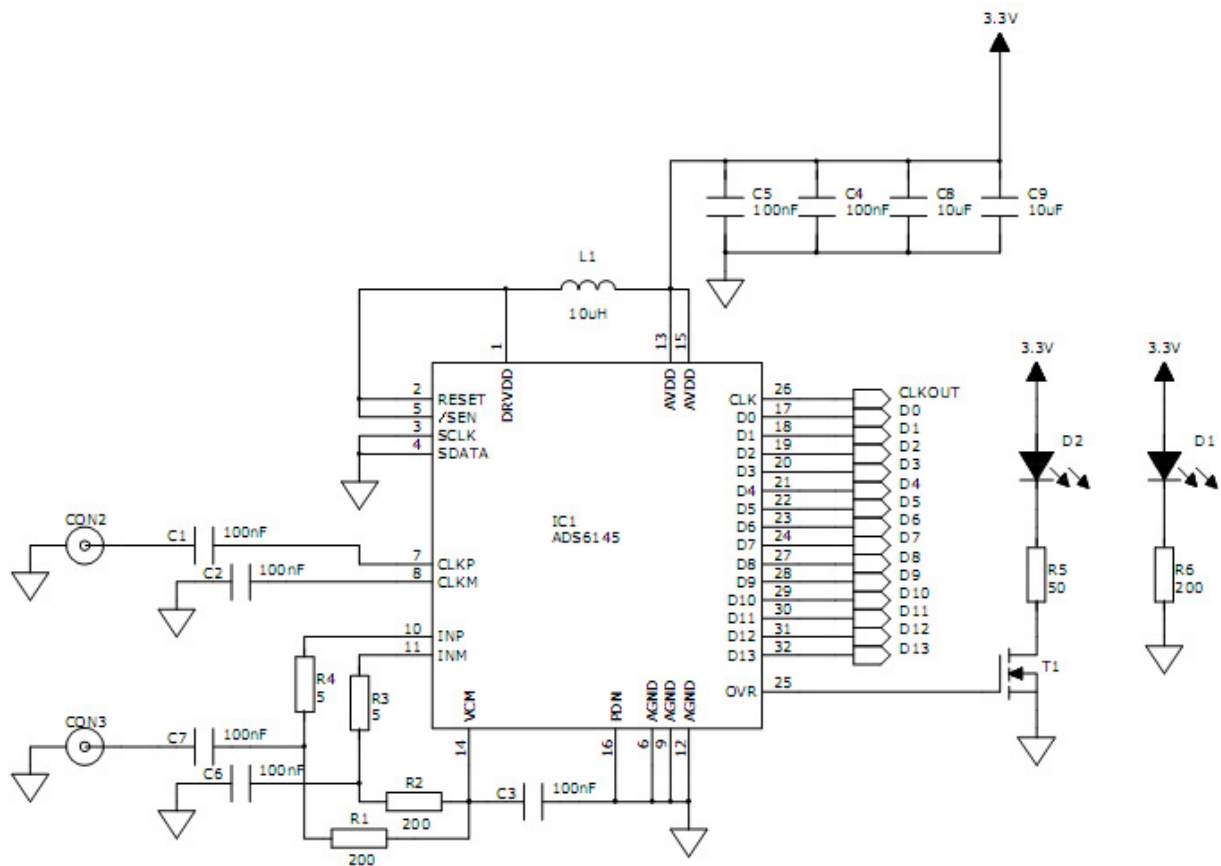 3.3V
C5
100nF
C4
100nF
C8
10uF
C9
10uF
L1
10uH
1
13
15
3.3V
3.3V
DRVDD
AVDD
AVDD
2
RESET
5
/SEN
3
SCLK
4
SDATA
CLK
26
CLKOUT
D0
17
D0
D1
18
D1
D2
19
D2
D3
20
D3
D4
21
D4
D5
22
D5
D6
23
D6
D7
24
D7
D8
27
D8
D9
28
D9
D10
29
D10
D11
30
D11
D12
31
D12
D13
32
D13
OVR
25
D2
D1
R5
50
R6
200
T1
IC1
ADS6145
CON2
C1
100nF
7
CLKP
C2
100nF
8
CLKM
10
INP
11
INM
R4
5
R3
5
CON3
C7
100nF
C6
100nF
VCM
14
PDN
16
AGND
6
AGND
9
AGND
12
R2
200
R1
200
C3
100nF